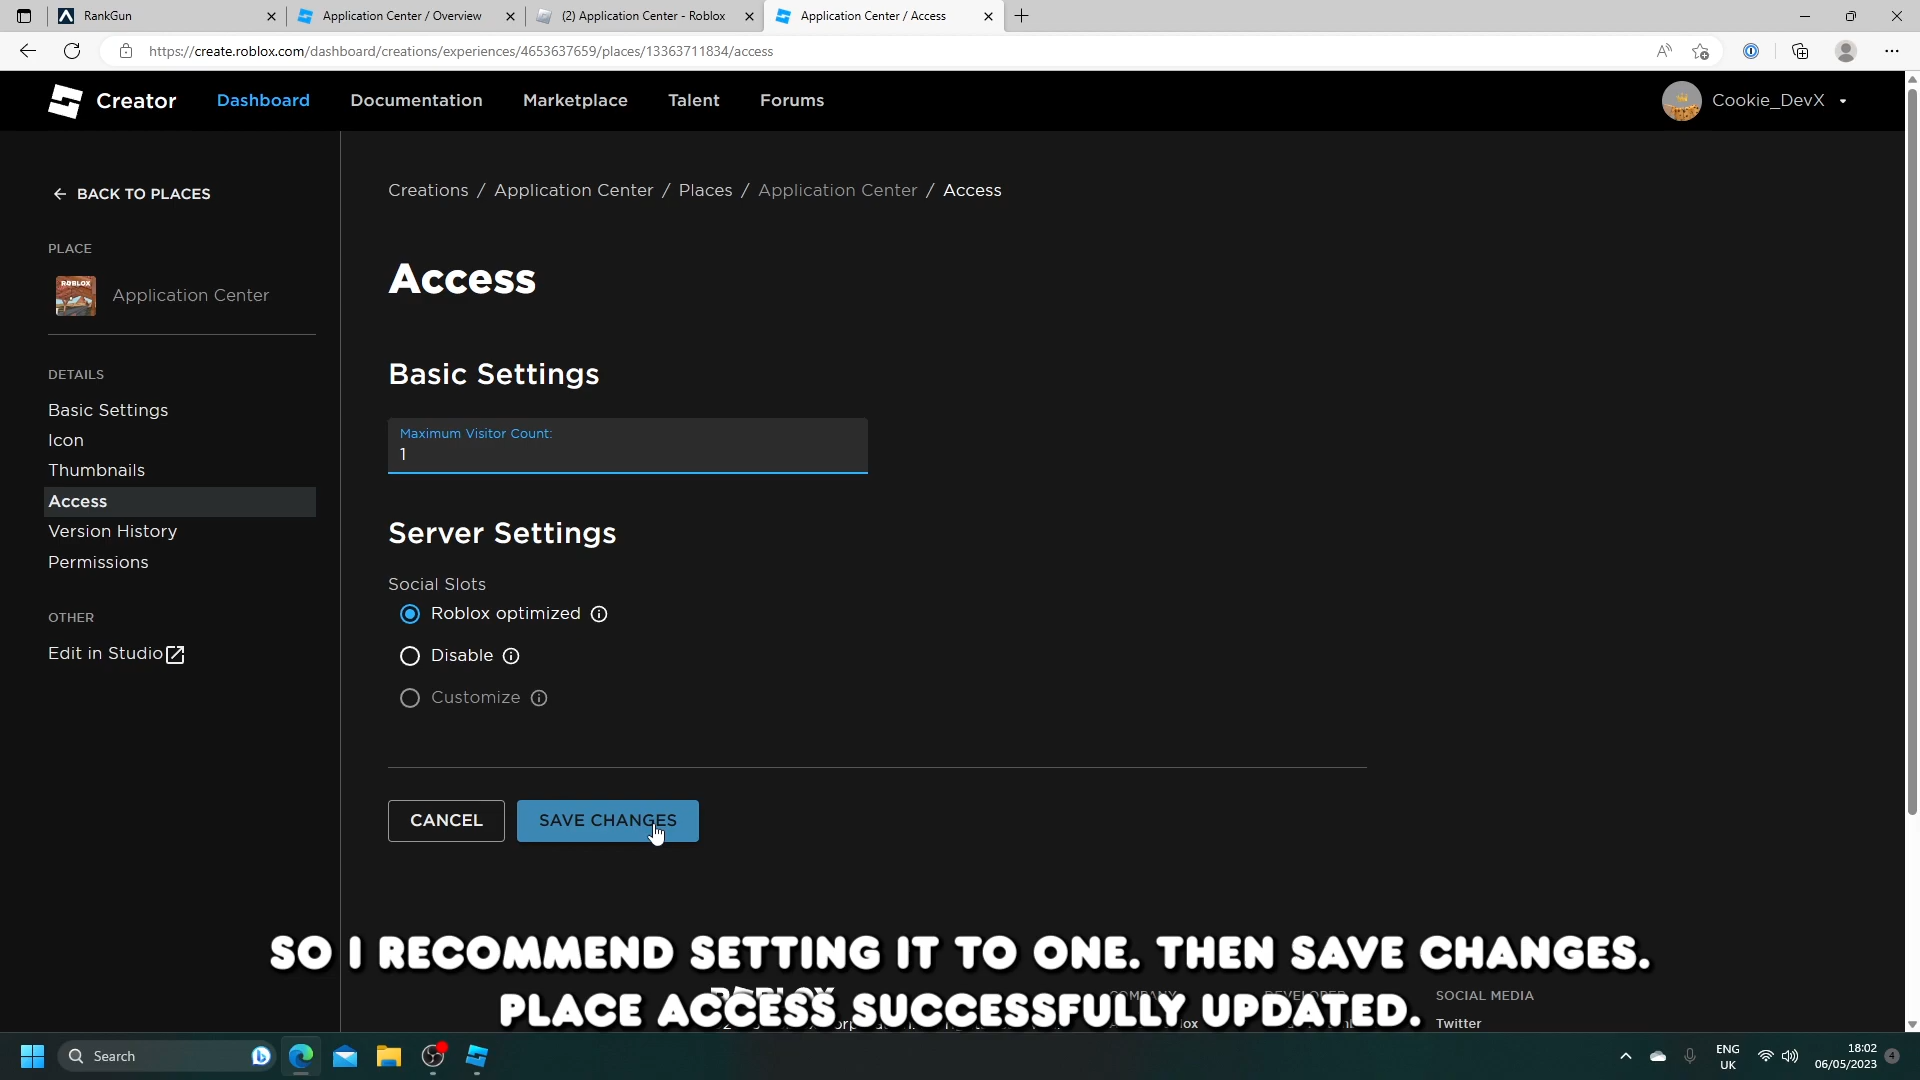 RankGun
Application Center / Overview
(2) Application Center - Roblox
Application Center / Access
https://create.roblox.com/dashboard/creations/experiences/4653637659/places/13363711834/access
Creator
Dashboard
Documentation
Marketplace
Talent
Forums
Cookie_DevX
BACK TO PLACES
Creations / Application Center / Places / Application Center / Access
PLACE
ROBLOX
Application Center
Access
DETAILS
Basic Settings
Icon
Thumbnails
Access
Version History
Permissions
OTHER
Edit in Studio
Basic Settings
Maximum Visitor Count:
1
Server Settings
Social Slots
Roblox optimized
Disable
Customize
CANCEL
SAVE CHANGES
SO I RECOMMEND SETTING IT TO ONE. THEN SAVE CHANGES.
PLACE ACCESS SUCCESSFULLY UPDATED.
SOCIAL MEDIA
Twitter
Search
ENG
UK
18:02
06/05/2023
4